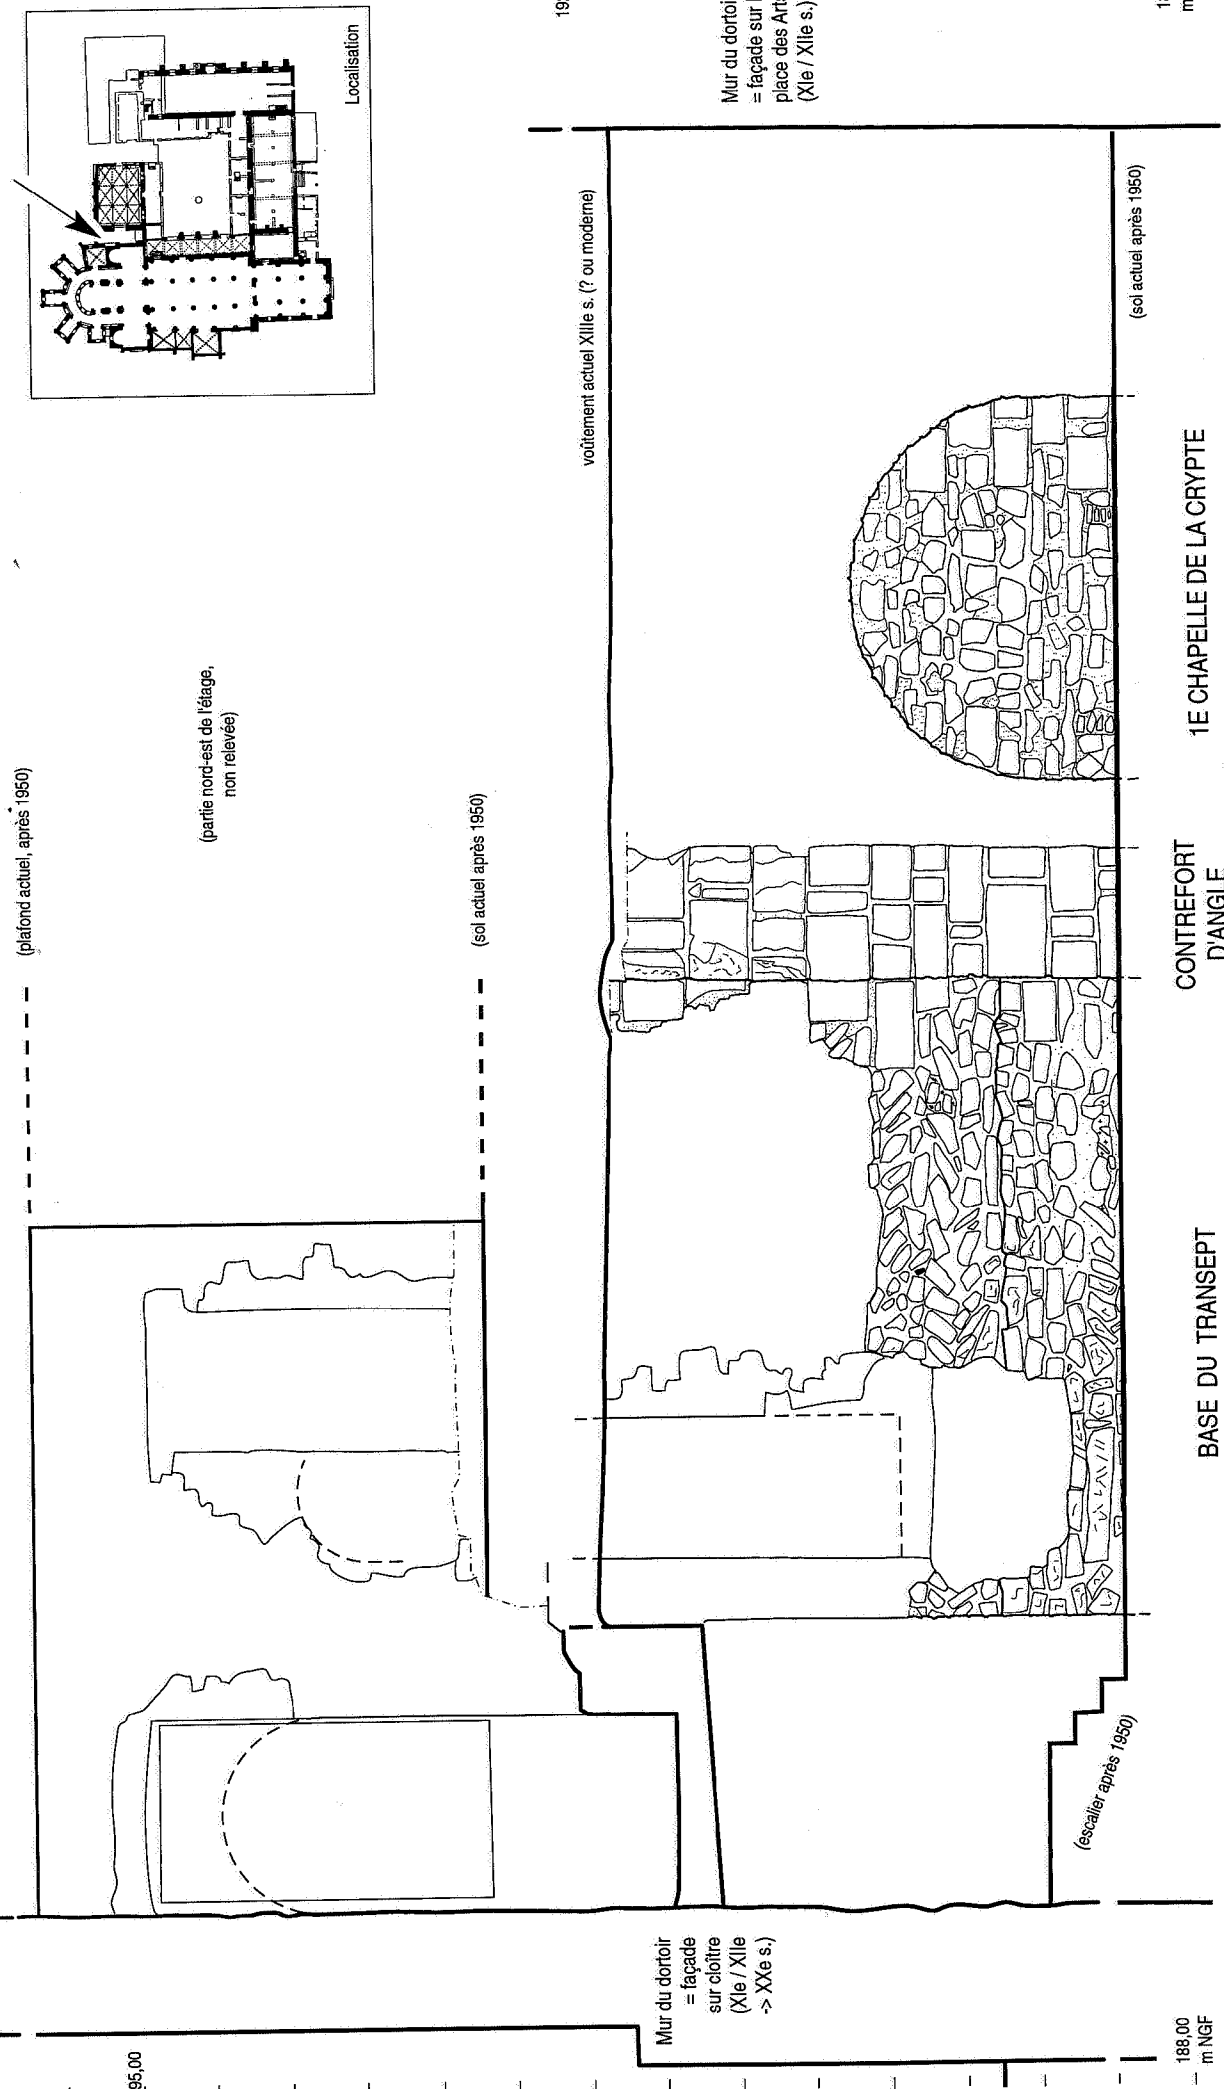 Localisation
Mur du dortoir
= façade sur
place des Arts
(XIe / XIIe s.)
(plafond actuel, après 1950)
(partie nord-est de l'étage,
non relevée)
(sol actuel après 1950)
voûtement actuel XIIIe s. (? ou moderne)
(sol actuel après 1950)
1E CHAPELLE DE LA CRYPTE
CONTREFORT
D'ANGLE
BASE DU TRANSEPT
(escalier après 1950)
Mur du dortoir
= façade
sur cloître
(XIe / XIIe
-> XXe s.)
95,00
188,00
m NGF